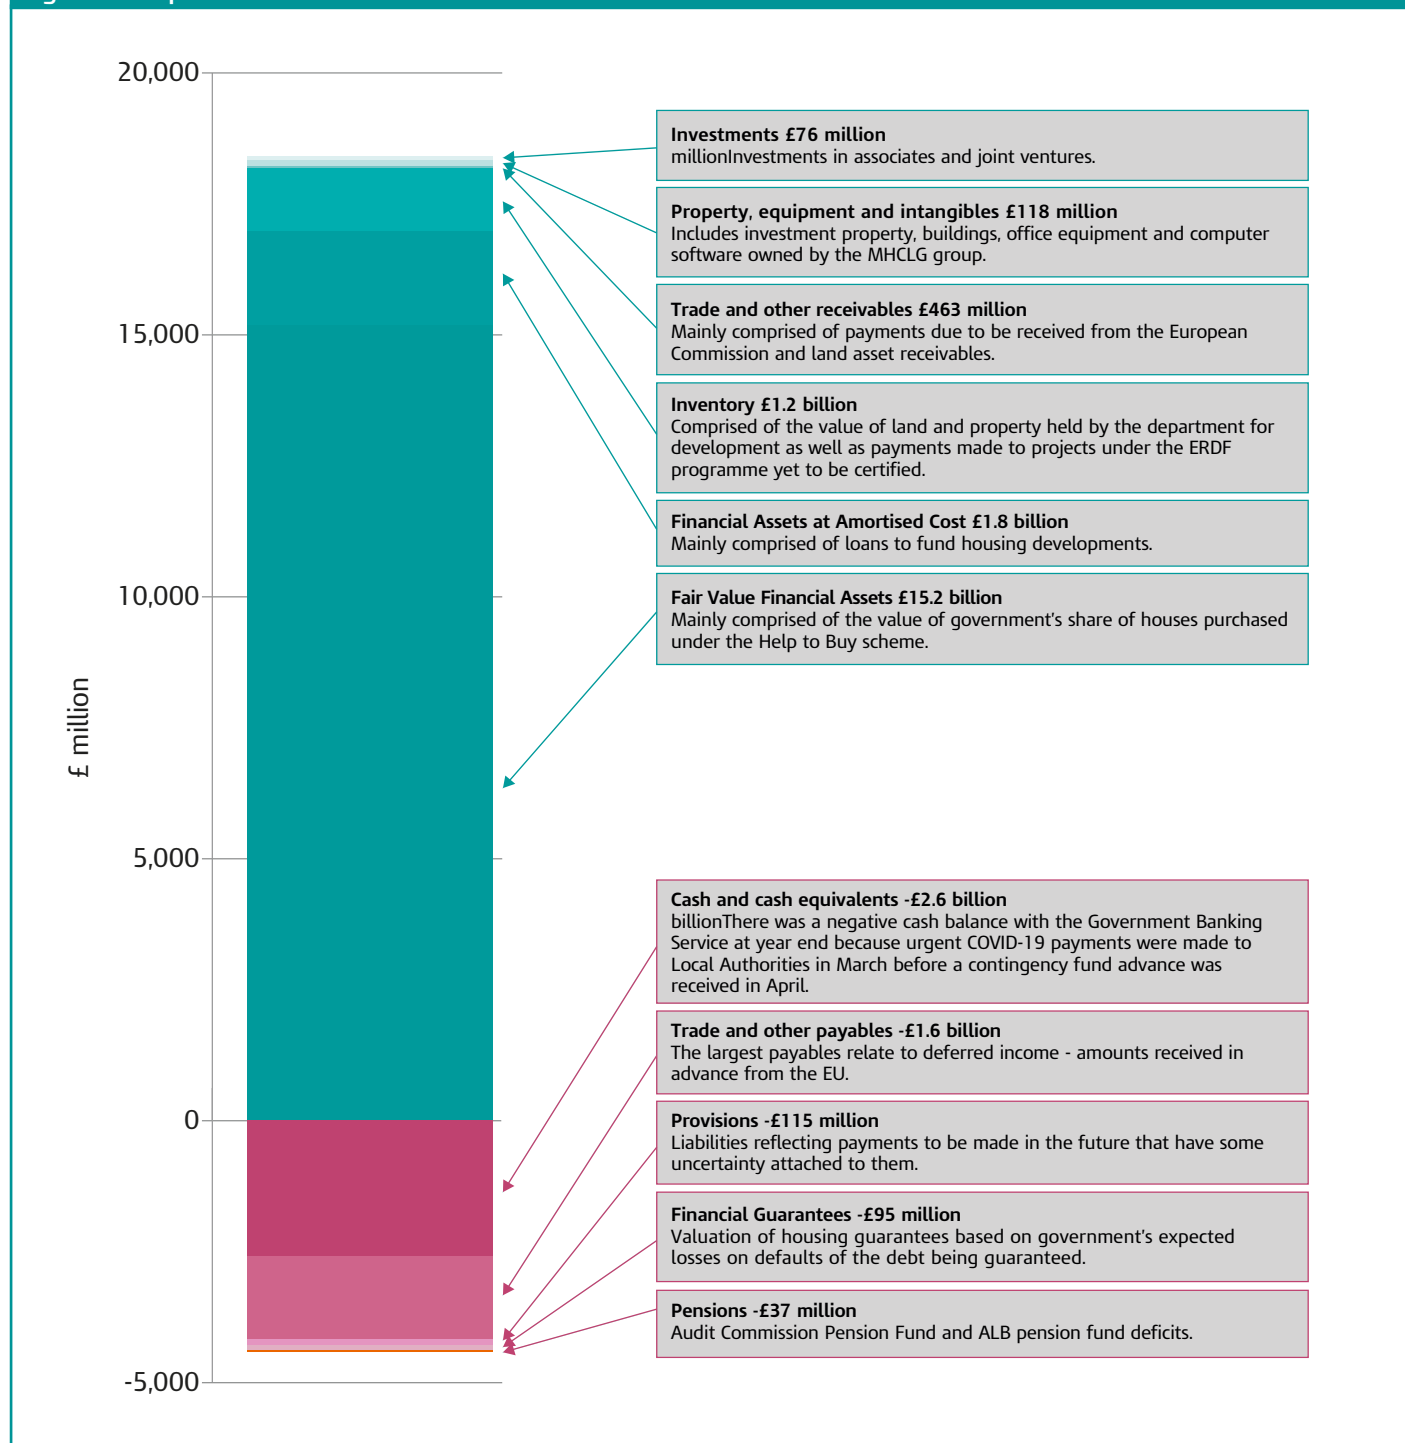 20,000
15,000
10,000
5,000
0
-5,000
£ million
Investments £76 million
millionInvestments in associates and joint ventures.
Property, equipment and intangibles £118 million
Includes investment property, buildings, office equipment and computer
software owned by the MHCLG group.
Trade and other receivables £463 million
Mainly comprised of payments due to be received from the European
Commission and land asset receivables.
Inventory £1.2 billion
Comprised of the value of land and property held by the department for
development as well as payments made to projects under the ERDF
programme yet to be certified.
Financial Assets at Amortised Cost £1.8 billion
Mainly comprised of loans to fund housing developments.
Fair Value Financial Assets £15.2 billion
Mainly comprised of the value of government's share of houses purchased
under the Help to Buy scheme.
Cash and cash equivalents -£2.6 billion
billionThere was a negative cash balance with the Government Banking
Service at year end because urgent COVID-19 payments were made to
Local Authorities in March before a contingency fund advance was
received in April.
Trade and other payables -£1.6 billion
The largest payables relate to deferred income - amounts received in
advance from the EU.
Provisions -£115 million
Liabilities reflecting payments to be made in the future that have some
uncertainty attached to them.
Financial Guarantees -£95 million
Valuation of housing guarantees based on government's expected
losses on defaults of the debt being guaranteed.
Pensions -£37 million
Audit Commission Pension Fund and ALB pension fund deficits.